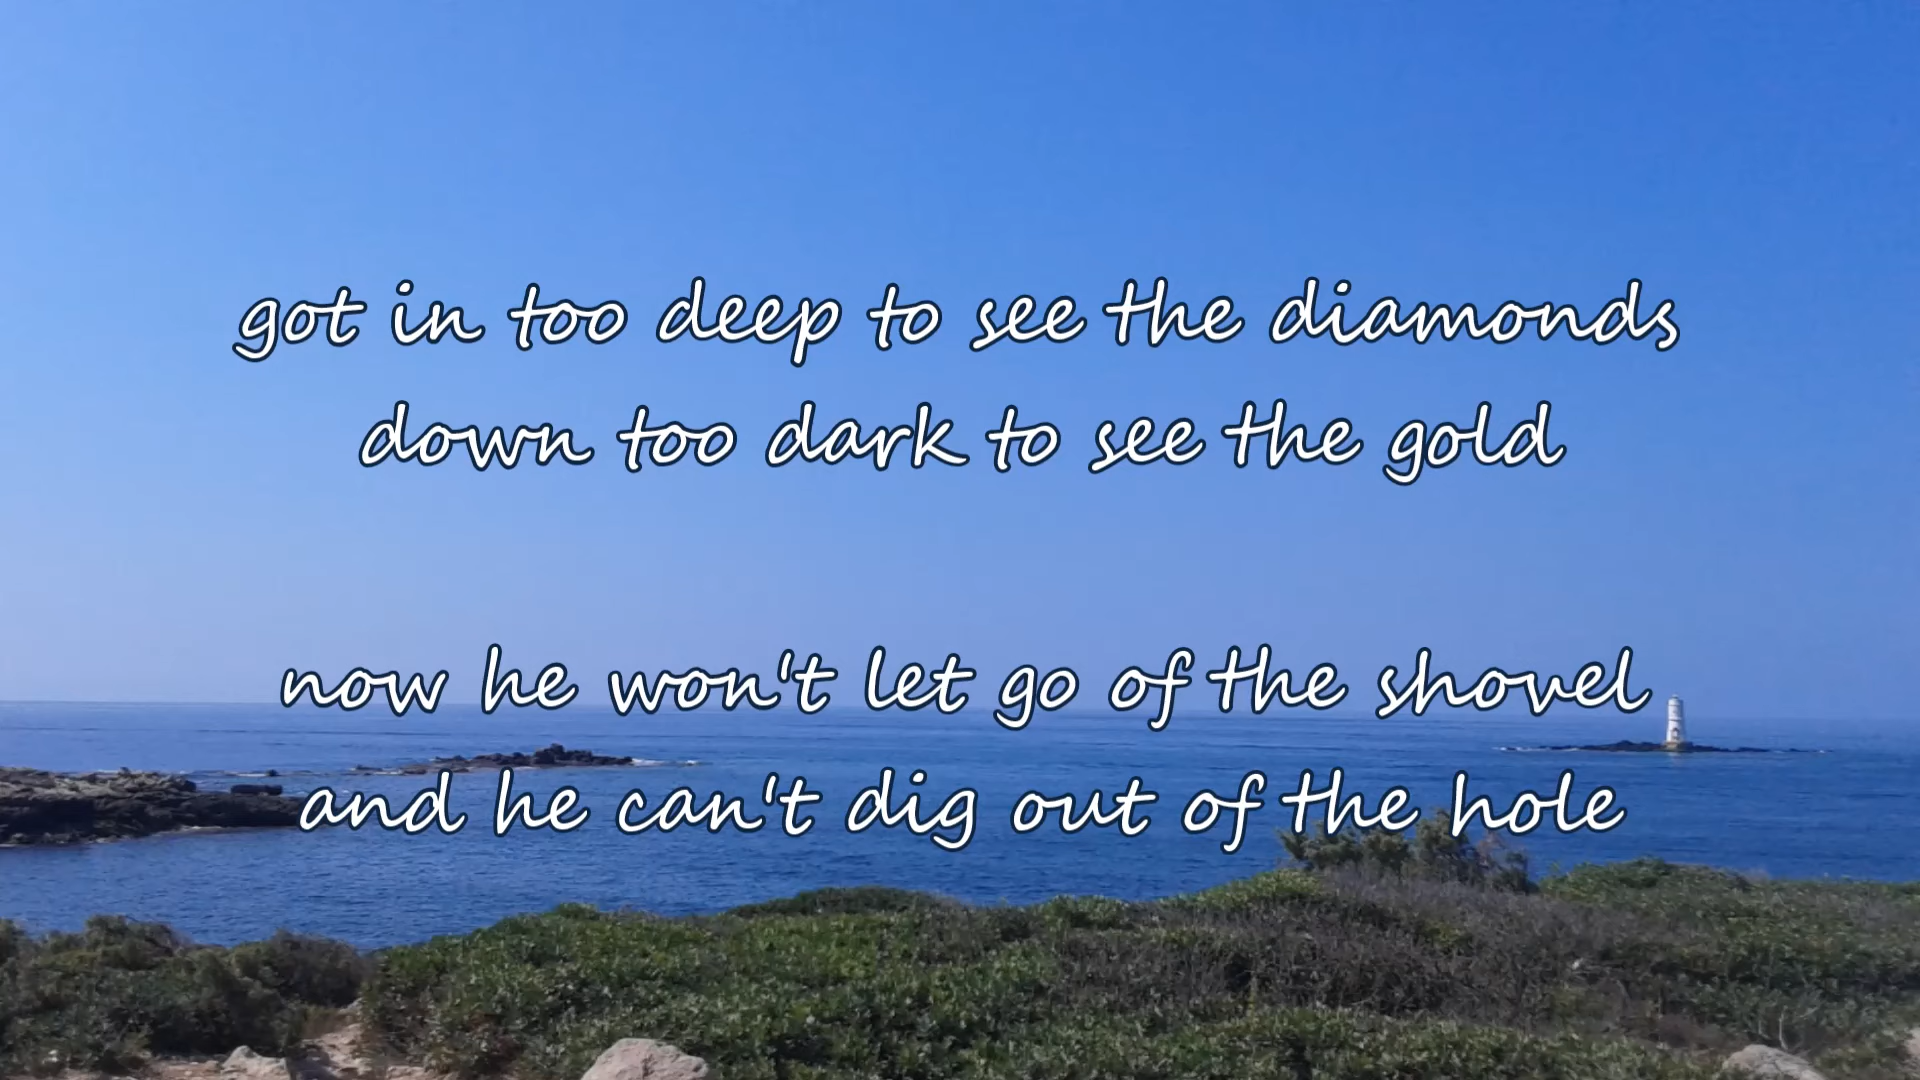 got in too deep to see the diamonds
down too dark to see the gold
now he won't let go of the shovel
and he can't dig out of the hole